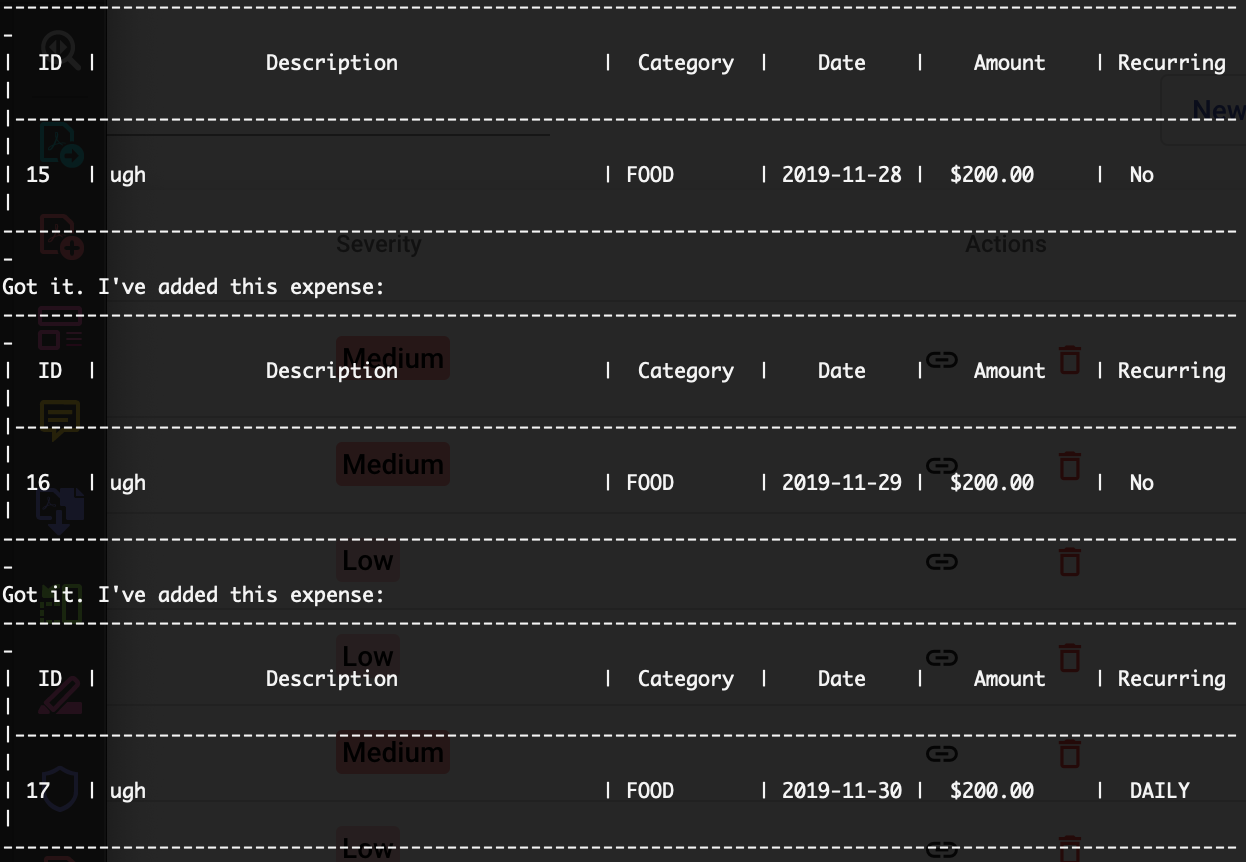 -------------------------------------------------------------------------------------------------------
-
|  ID  |              Description                 |  Category  |    Date    |    Amount    | Recurring
|
|------------------------------------------------------------------------------------------------------
|
New
| 15   | ugh                                      | FOOD       | 2019-11-28 |  $200.00     |  No
|
-------------------------------------------------------------------------------------------------------
Severity Actions
-
Got it. I've added this expense:
-------------------------------------------------------------------------------------------------------
-
Medium
|  ID  |              Description                 |  Category  |    Date    |    Amount    | Recurring
|
|------------------------------------------------------------------------------------------------------
|
Medium
| 16   | ugh                                      | FOOD       | 2019-11-29 |  $200.00     |  No
|
-------------------------------------------------------------------------------------------------------
Low
-
Got it. I've added this expense:
-------------------------------------------------------------------------------------------------------
-
Low
|  ID  |              Description                 |  Category  |    Date    |    Amount    | Recurring
|
|------------------------------------------------------------------------------------------------------
Medium
|
| 17   | ugh                                      | FOOD       | 2019-11-30 |  $200.00     |  DAILY
|
-------------------------------------------------------------------------------------------------------
Low